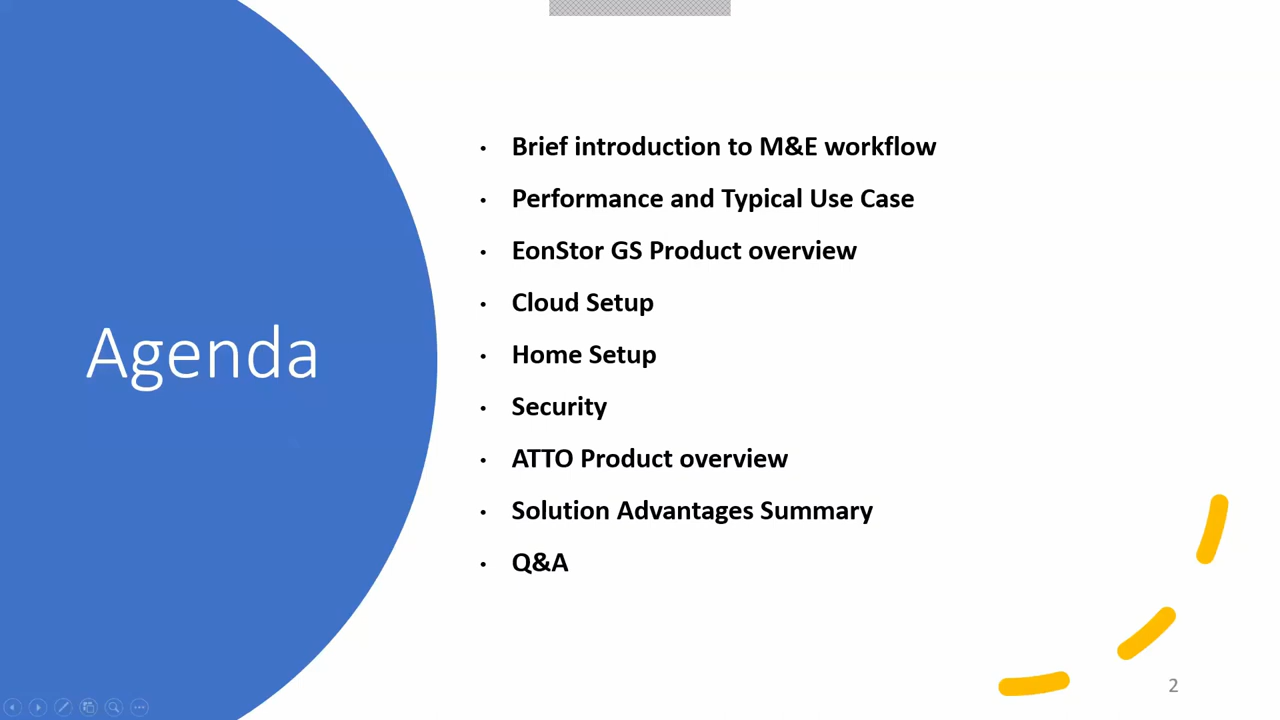 Agenda
• Brief introduction to M&E workflow
• Performance and Typical Use Case
• EonStor GS Product overview
• Cloud Setup
• Home Setup
• Security
• ATTO Product overview
• Solution Advantages Summary
• Q&A
2